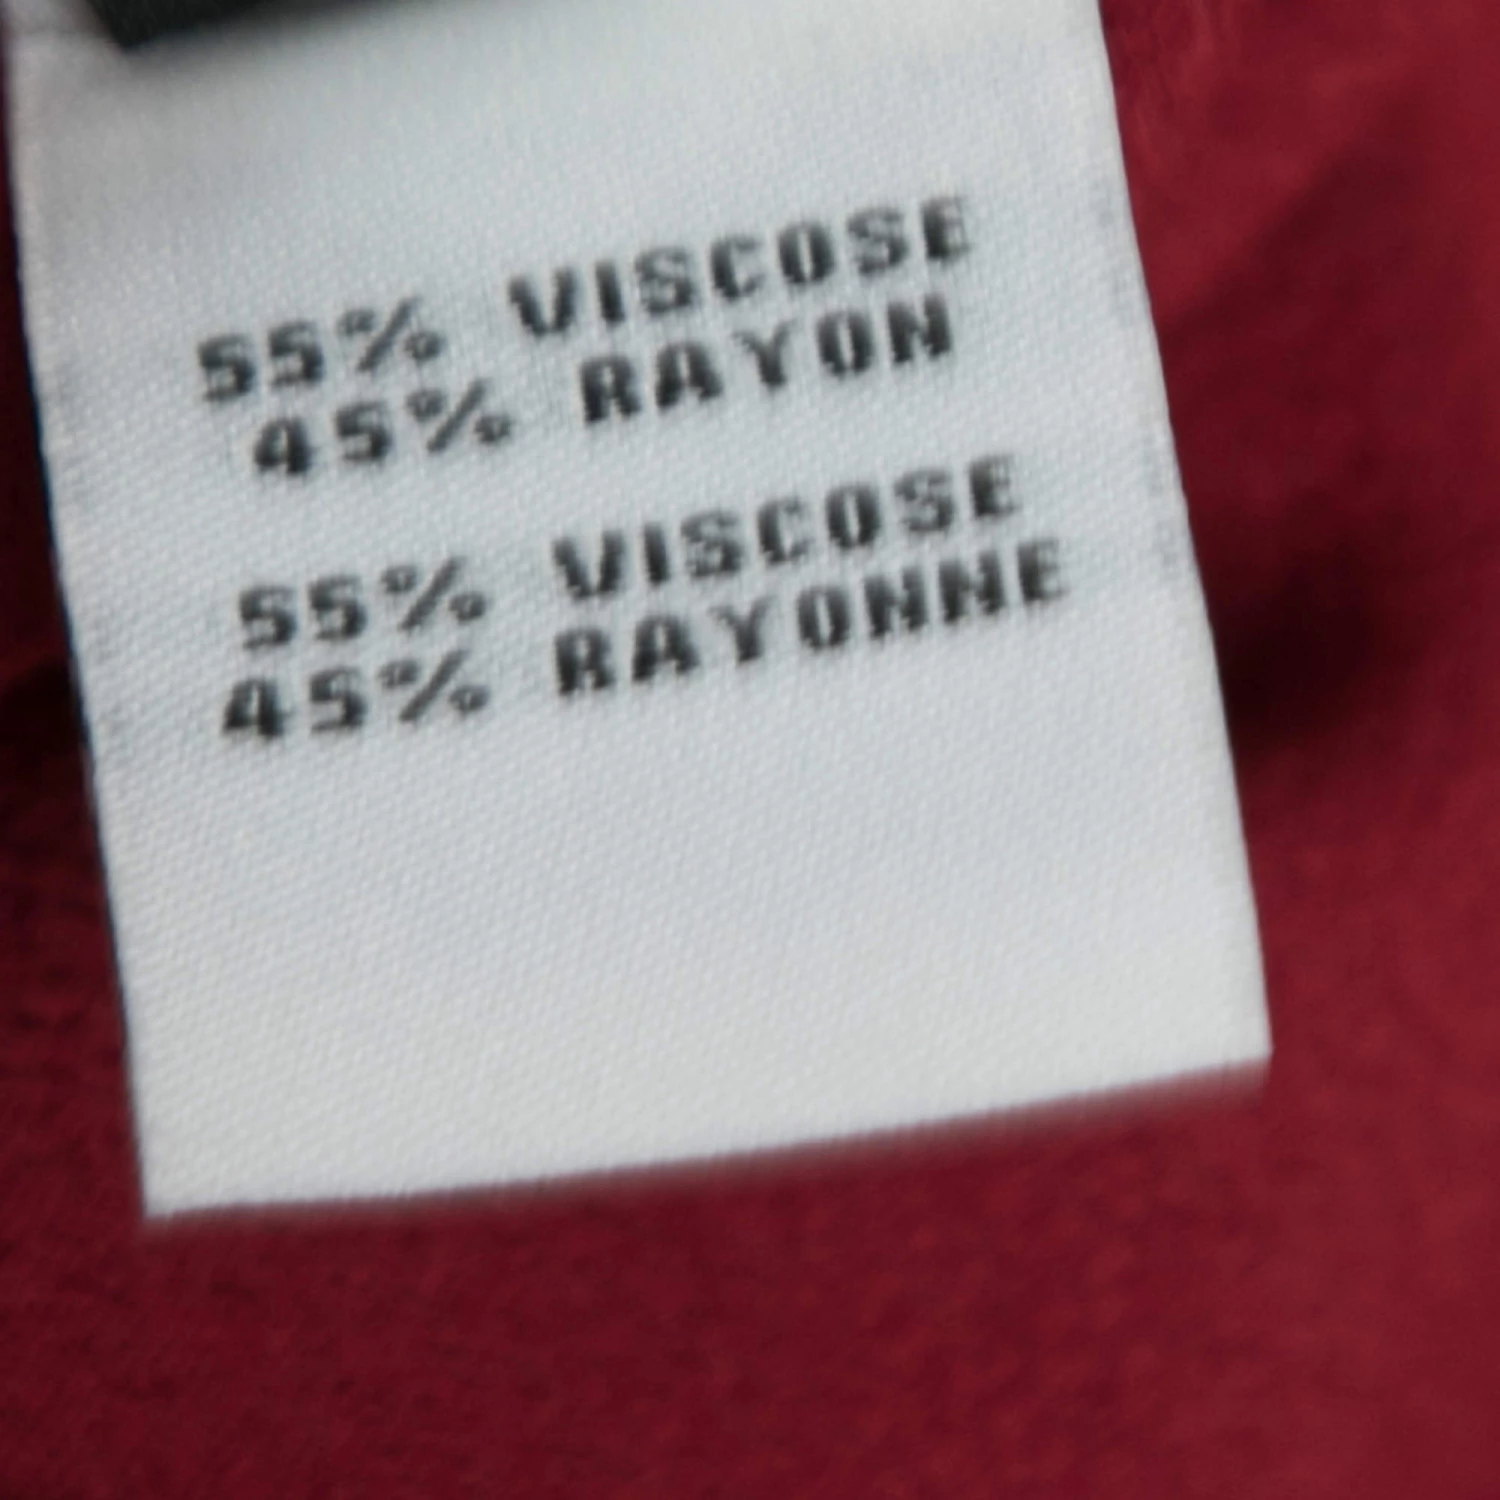 55% VISCOSE
45% RAYON
55% VISCOSE
45% RAYONNE